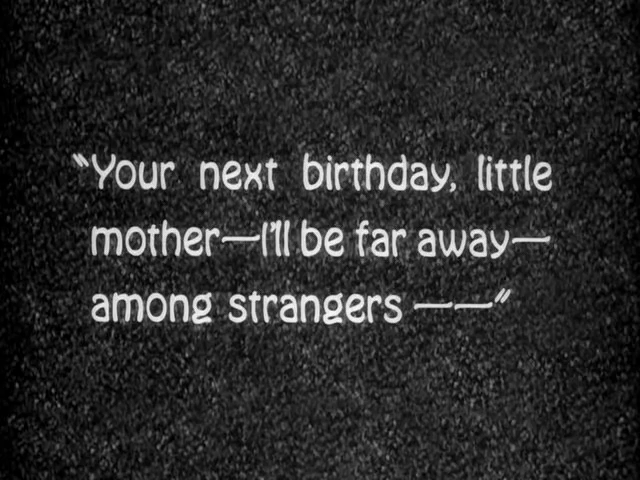 “Your next birthday, little
mother—I'll be far away—
among strangers ——”